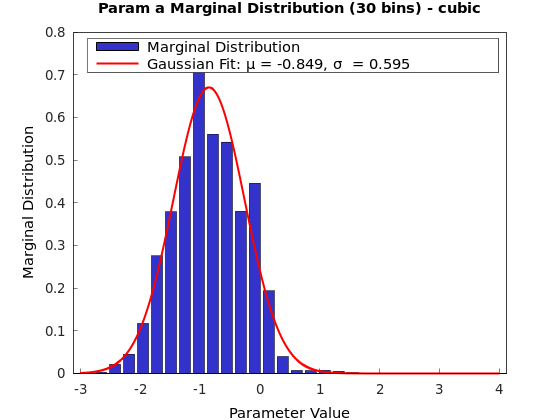 Param a Marginal Distribution (30 bins) - cubic
Marginal Distribution
Gaussian Fit: μ = -0.849, σ  = 0.595
0.8
0.7
0.6
0.5
0.4
0.3
0.2
0.1
0
Marginal Distribution
-3 -2 -1 0 1 2 3 4
Parameter Value